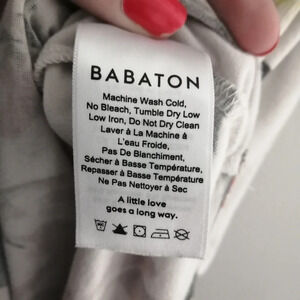 BABATON
Machine Wash Cold,
No Bleach, Tumble Dry Low
Low Iron, Do Not Dry Clean
Laver à La Machine à
L'eau Froide,
Pas De Blanchiment,
Sécher à Basse Température,
Repasser à Basse Température
Ne Pas Nettoyer à Sec
A little love
goes a long way.